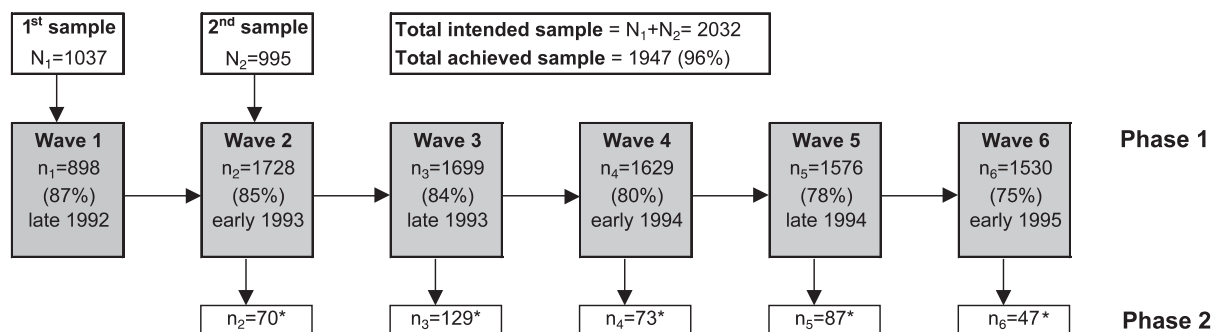 1st sample
N₁=1037
2nd sample
N₂=995
Total intended sample = N₁+N₂= 2032
Total achieved sample = 1947 (96%)
Wave 1
n₁=898
(87%)
late 1992
Wave 2
n₂=1728
(85%)
early 1993
Wave 3
n₃=1699
(84%)
late 1993
Wave 4
n₄=1629
(80%)
early 1994
Wave 5
n₅=1576
(78%)
late 1994
Wave 6
n₆=1530
(75%)
early 1995
Phase 1
n₂=70*
n₃=129*
n₄=73*
n₅=87*
n₆=47*
Phase 2